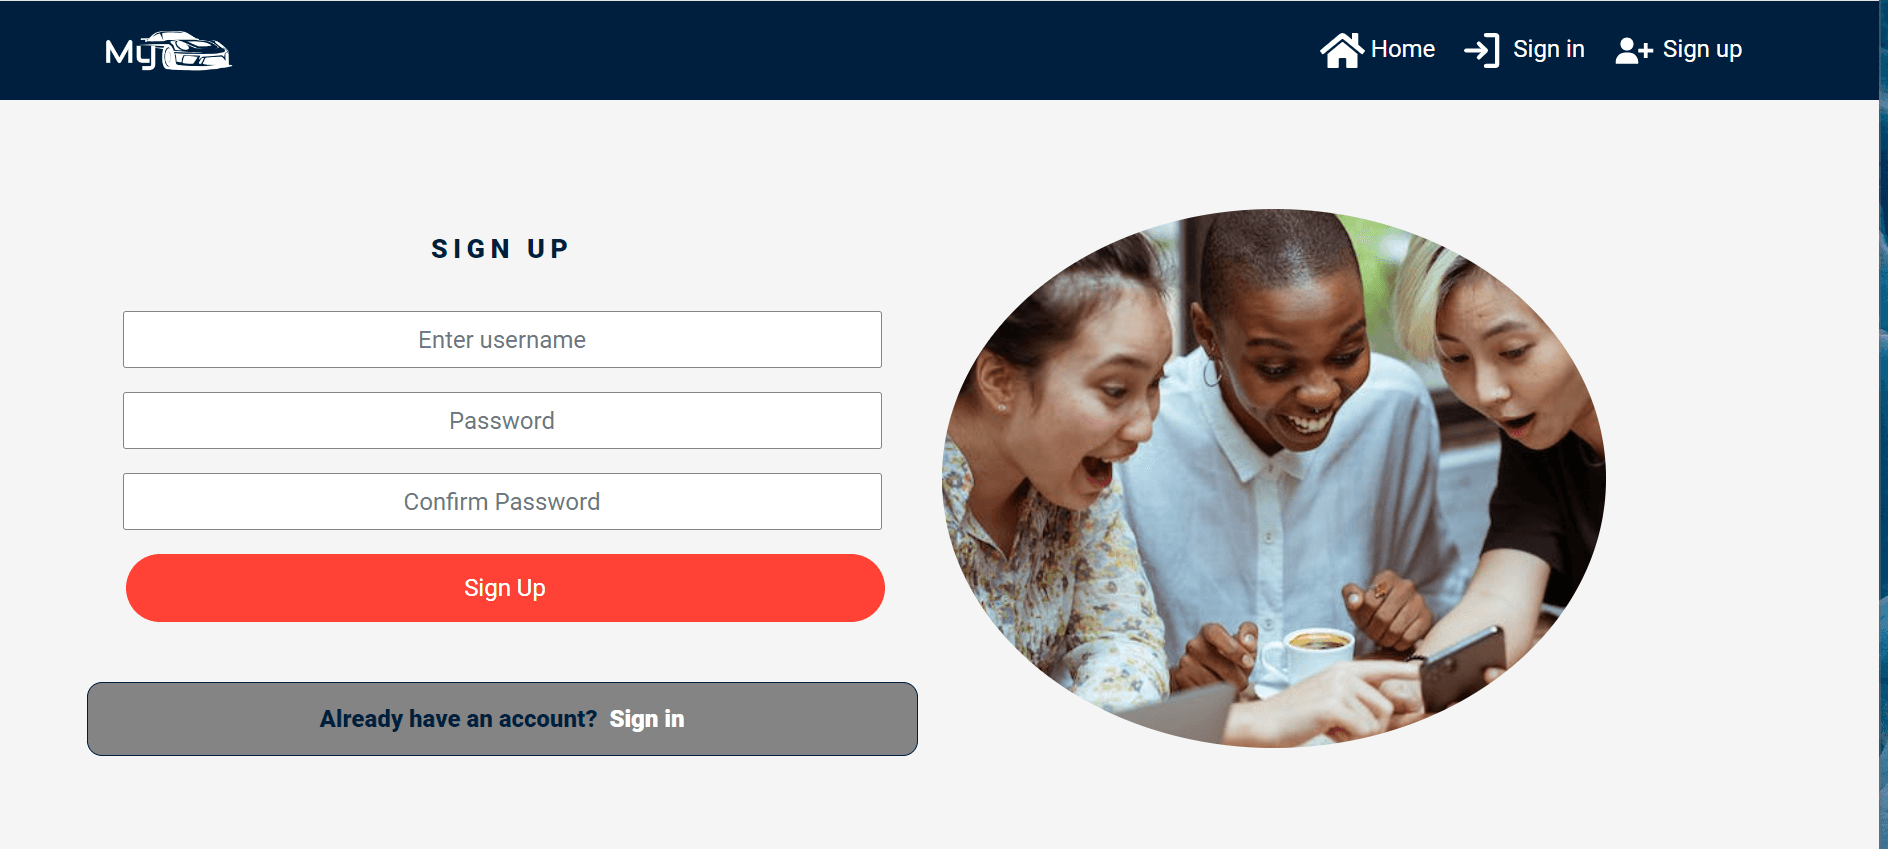 My
Home
Sign in
Sign up
SIGN UP
Enter username
Password
Confirm Password
Sign Up
Already have an account? Sign in